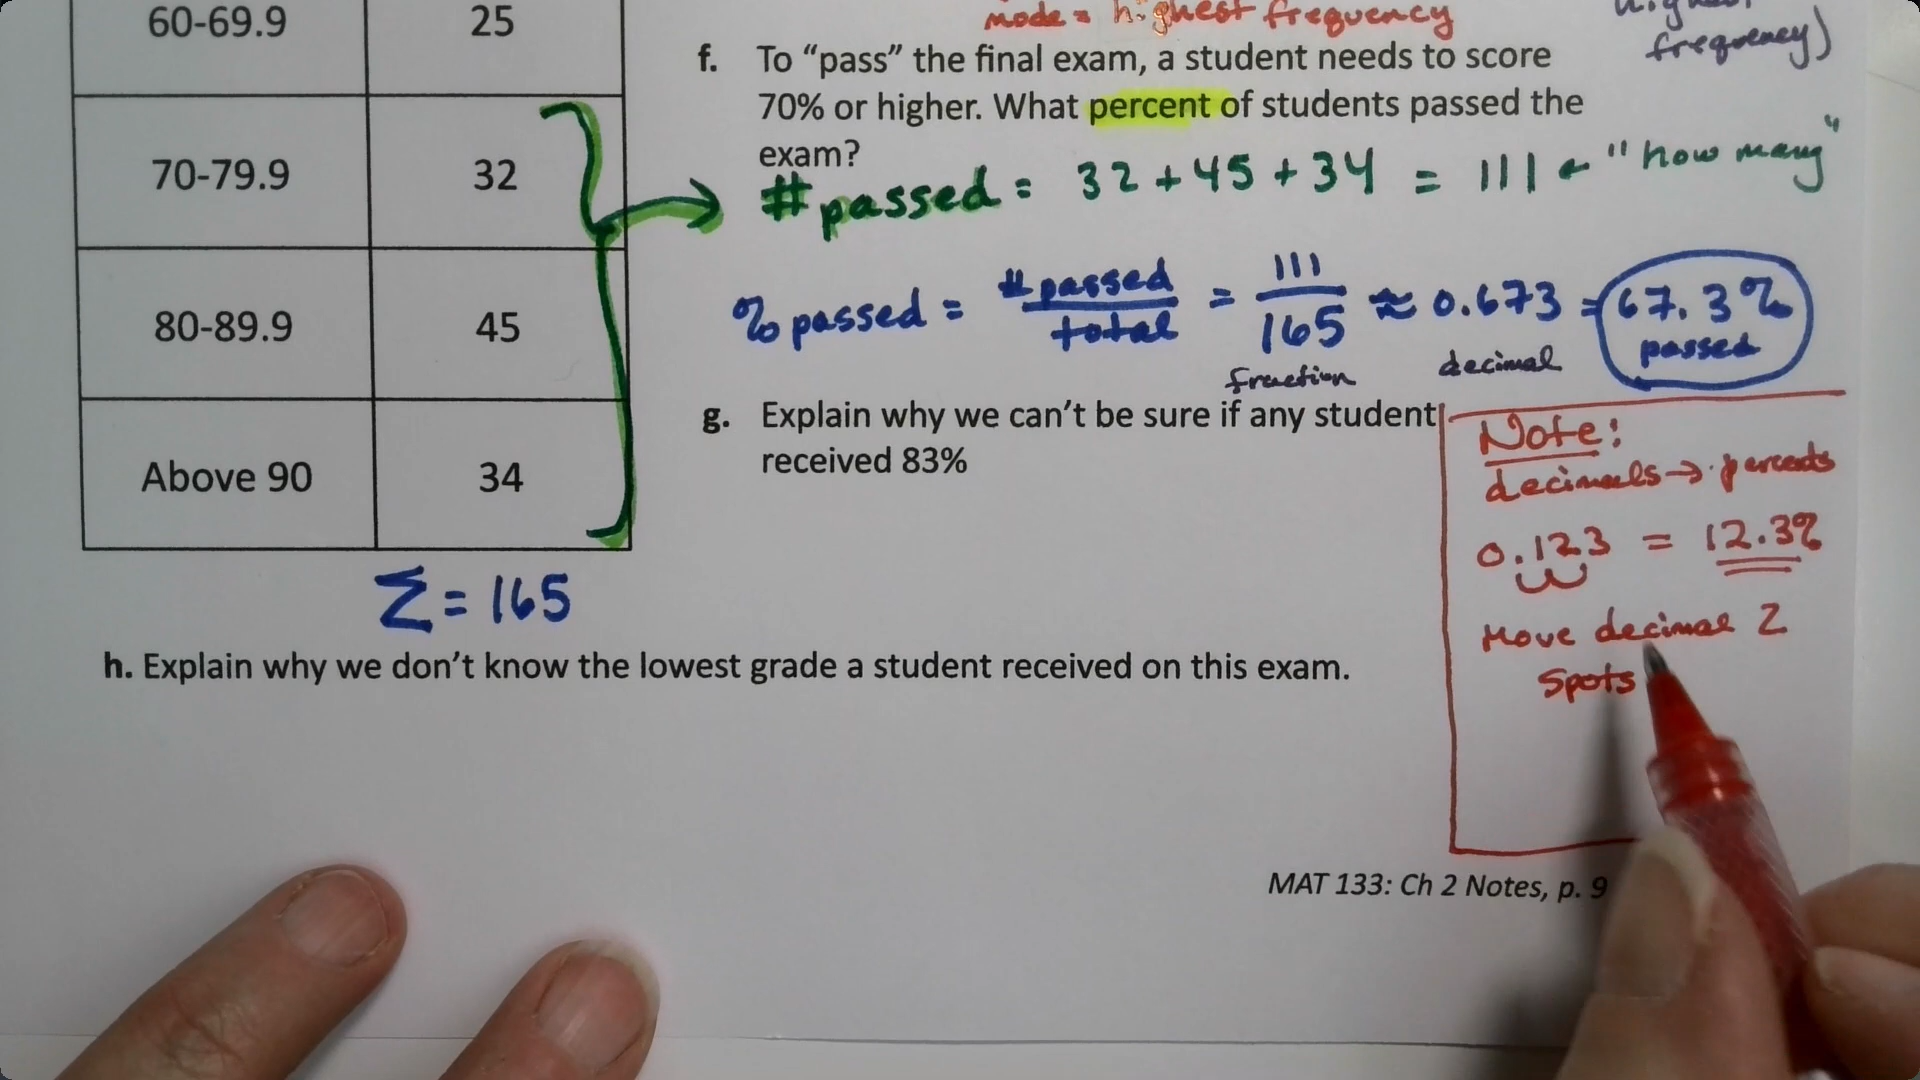 60-69.9 25
70-79.9 32
80-89.9 45
Above 90 34
Σ = 165
mode = highest frequency
frequency)
f. To “pass” the final exam, a student needs to score
70% or higher. What percent of students passed the
exam?
#passed = 32 + 45 + 34 = 111 ← "how many"
% passed = #passed/total = 111/165 ≈ 0.673 = 67.3%
passed
fraction decimal
g. Explain why we can’t be sure if any student
received 83%
Note:
decimals → percents
0.123 = 12.3%
Move decimal 2
spots
h. Explain why we don’t know the lowest grade a student received on this exam.
MAT 133: Ch 2 Notes, p. 9